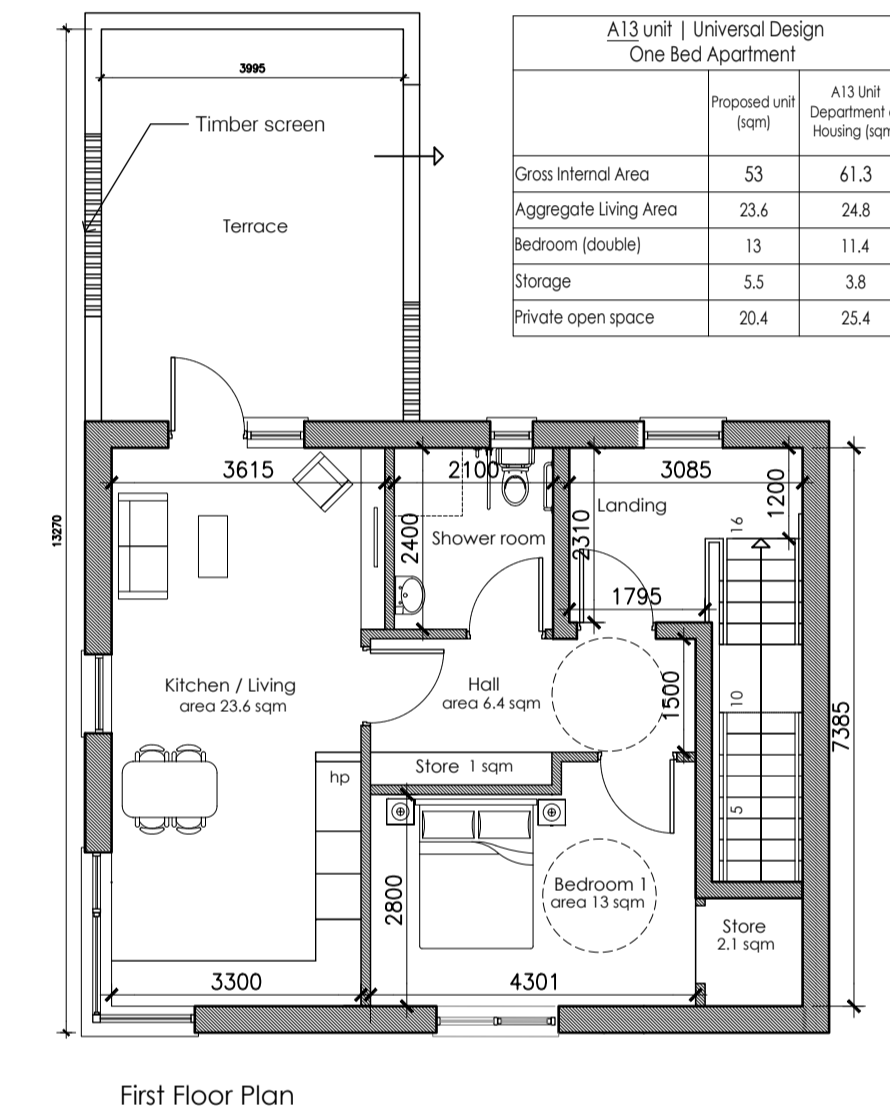 A13 unit | Universal Design
One Bed Apartment
Proposed unit
(sqm)
A13 Unit
Department
Housing (sqm
Gross Internal Area 53 61.3
Aggregate Living Area 23.6 24.8
Bedroom (double) 13 11.4
Storage 5.5 3.8
Private open space 20.4 25.4
3995
Timber screen
Terrace
13270
3615
2100
3085
1200
Landing
16
2400
2310
Shower room
1795
Kitchen / Living
area 23.6 sqm
Hall
area 6.4 sqm
1500
10
7385
Store 1 sqm
hp
5
2800
Bedroom 1
area 13 sqm
Store
2.1 sqm
3300
4301
First Floor Plan